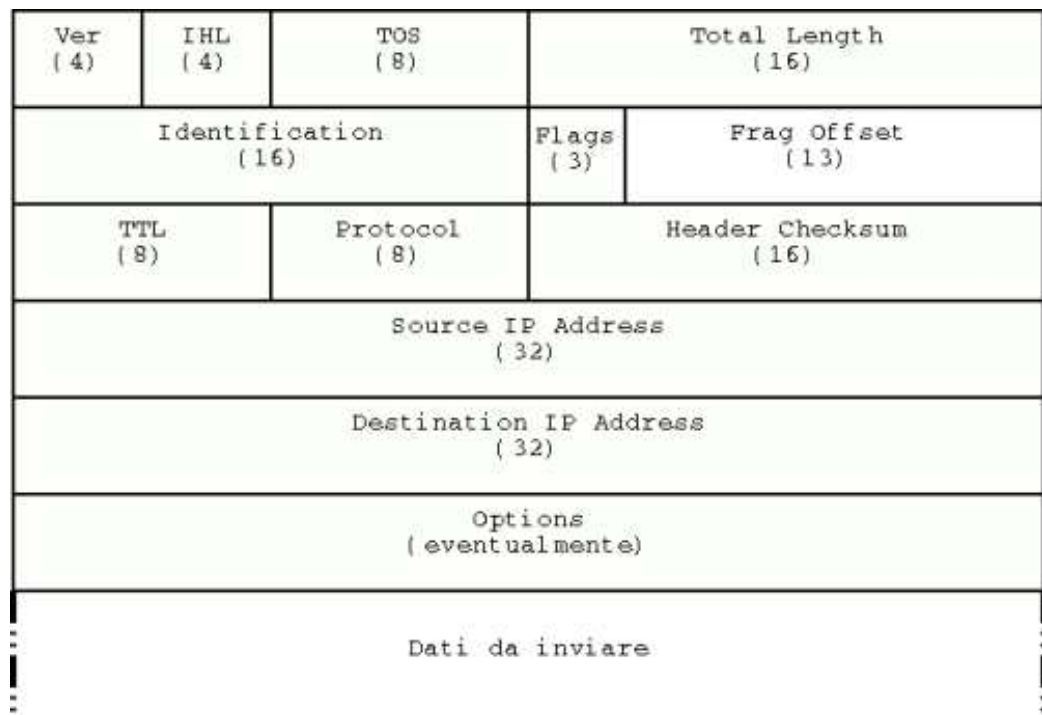 Ver
(4)
IHL
(4)
TOS
(8)
Total Length
(16)
Identification
(16)
Flags
(3)
Frag Offset
(13)
TTL
(8)
Protocol
(8)
Header Checksum
(16)
Source IP Address
(32)
Destination IP Address
(32)
Options
(eventualmente)
Dati da inviare